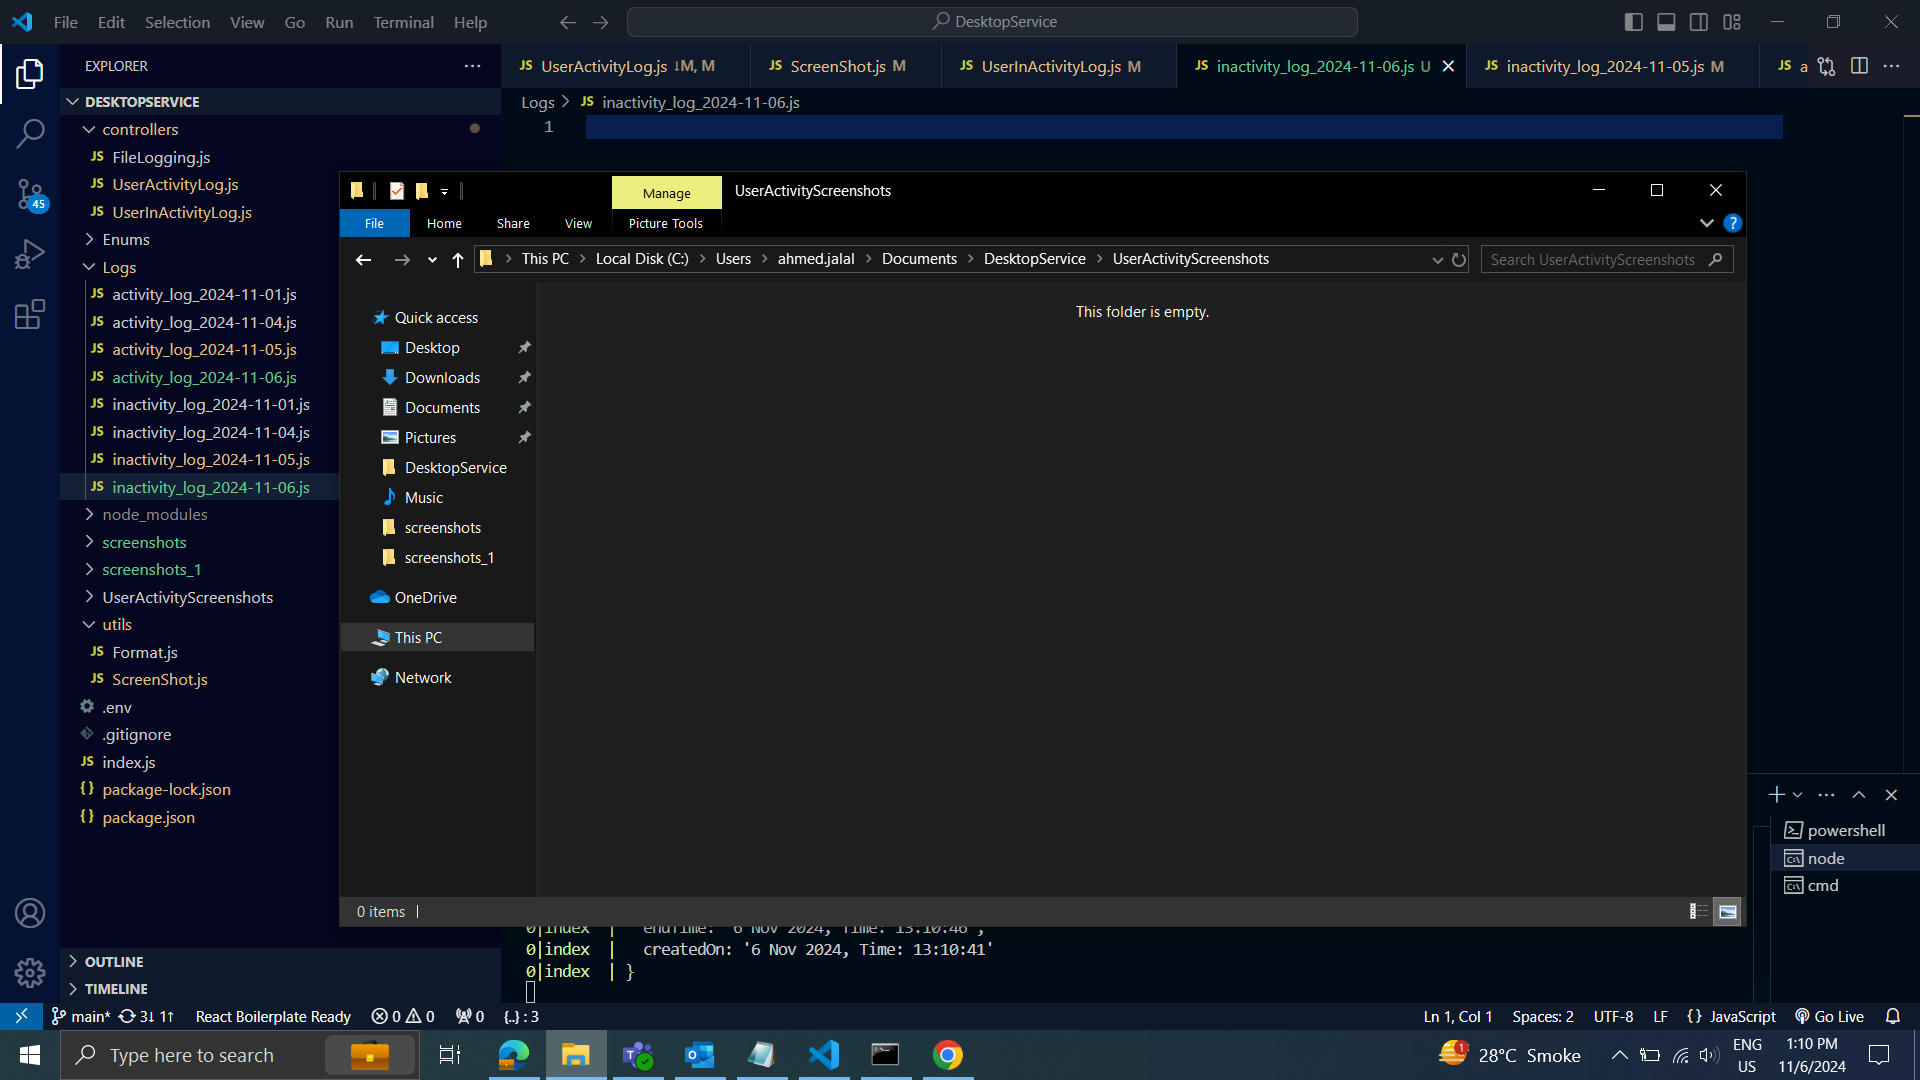 File Edit Selection View Go Run Terminal Help
DesktopService
EXPLORER
UserActivityLog.js ↓M, M
JS ScreenShot.js M
JS UserInActivityLog.js M
JS inactivity_log_2024-11-06.js U
JS inactivity_log_2024-11-05.js M
JS a
DESKTOPSERVICE
Logs > JS inactivity_log_2024-11-06.js
1
controllers
JS FileLogging.js
JS UserActivityLog.js
JS UserInActivityLog.js
Enums
Logs
JS activity_log_2024-11-01.js
JS activity_log_2024-11-04.js
JS activity_log_2024-11-05.js
JS activity_log_2024-11-06.js
JS inactivity_log_2024-11-01.js
JS inactivity_log_2024-11-04.js
JS inactivity_log_2024-11-05.js
JS inactivity_log_2024-11-06.js
node_modules
screenshots
screenshots_1
UserActivityScreenshots
utils
JS Format.js
JS ScreenShot.js
.env
.gitignore
JS index.js
{} package-lock.json
{} package.json
OUTLINE
TIMELINE
45
Manage UserActivityScreenshots
File Home Share View Picture Tools
?
This PC > Local Disk (C:) > Users > ahmed.jalal > Documents > DesktopService > UserActivityScreenshots
Search UserActivityScreenshots
Quick access
Desktop
Downloads
Documents
Pictures
DesktopService
Music
screenshots
screenshots_1
OneDrive
This PC
Network
This folder is empty.
0 items
powershell
node
cmd
0|index | endTime: '6 Nov 2024, Time: 13:10:46',
0|index | createdOn: '6 Nov 2024, Time: 13:10:41'
0|index | }
main* 3↓ 1↑ React Boilerplate Ready 0 0 0 {..} : 3
Ln 1, Col 1 Spaces: 2 UTF-8 LF {} JavaScript Go Live
Type here to search
1
28°C Smoke
ENG
US
1:10 PM
11/6/2024